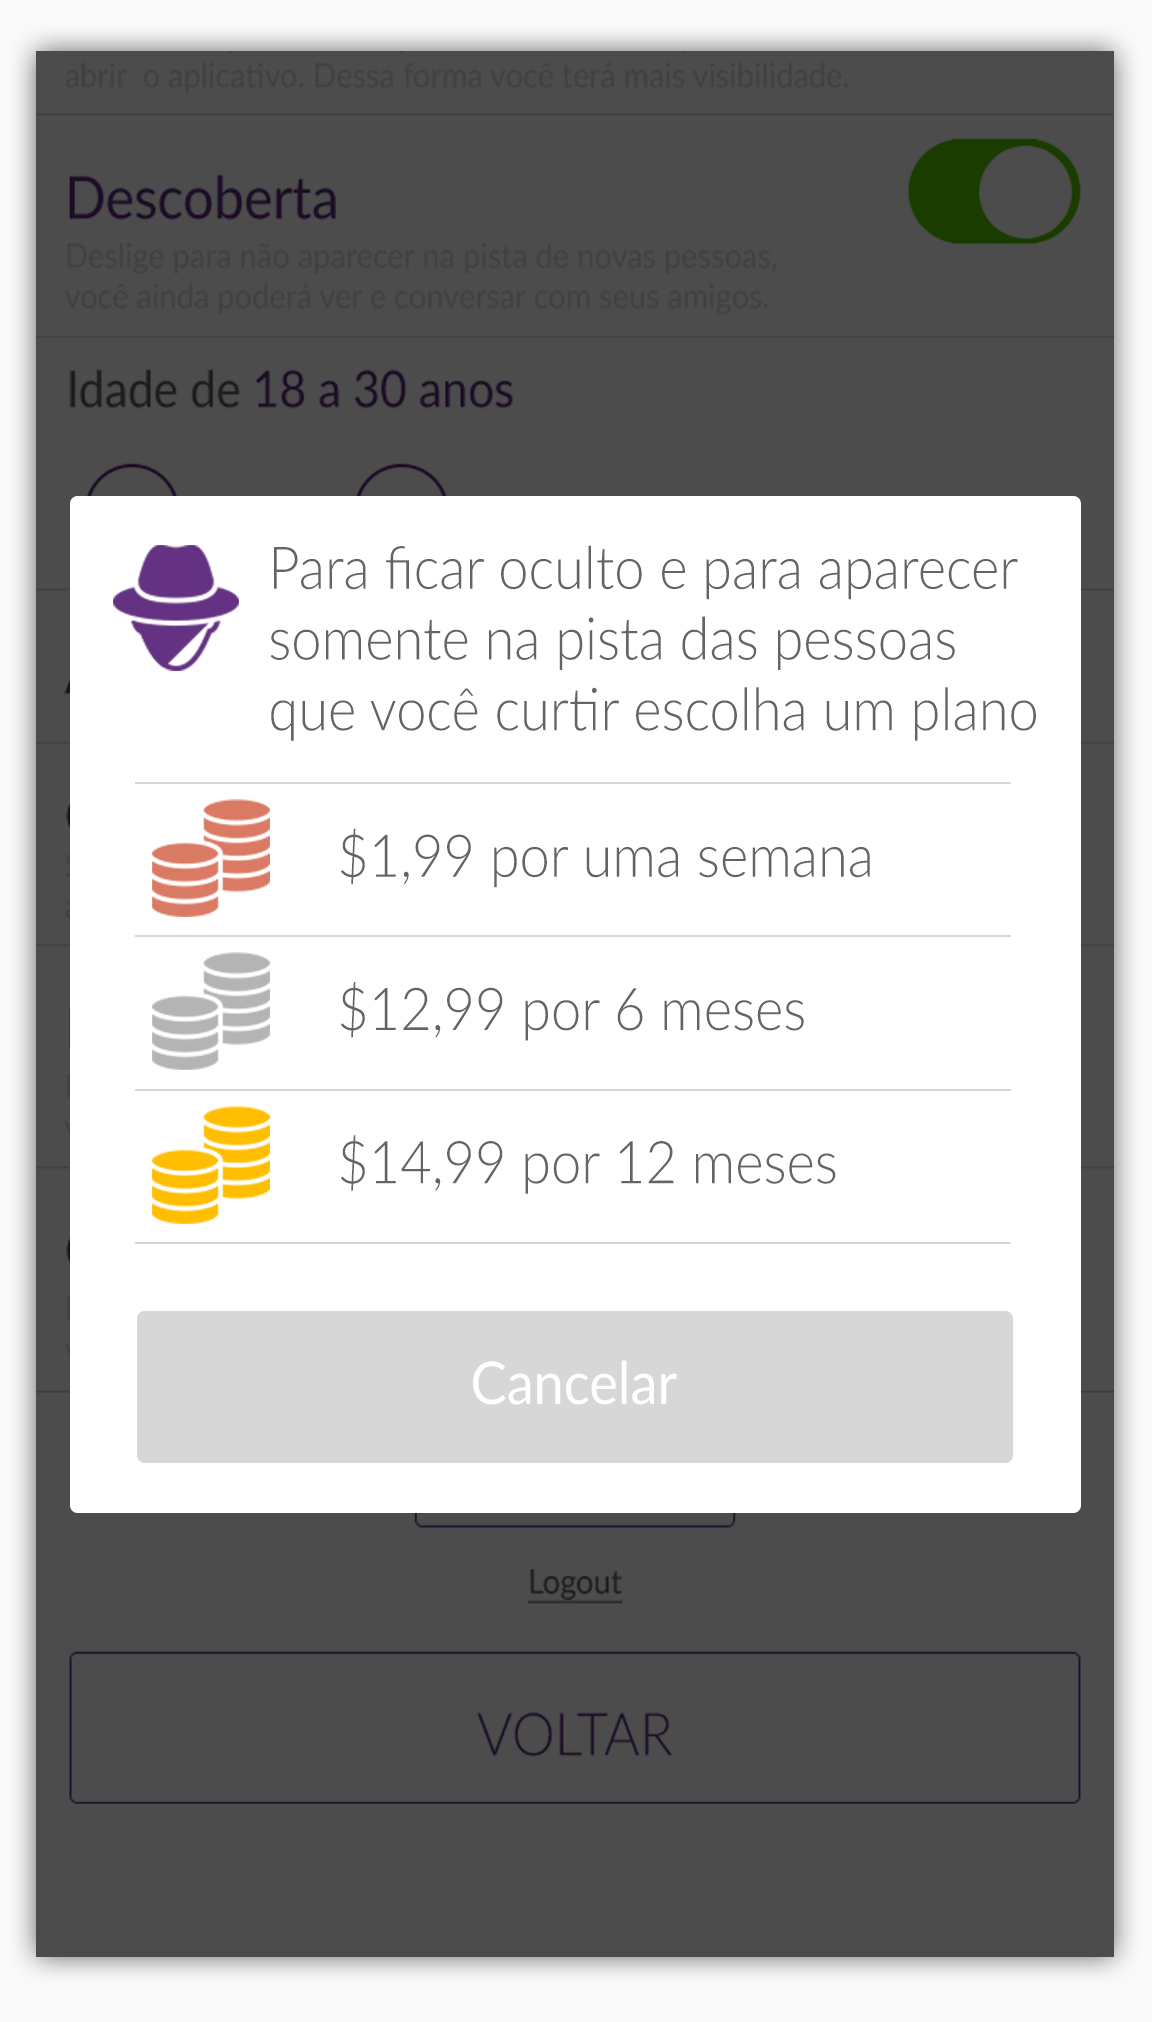 abrir o aplicativo. Dessa forma você terá mais visibilidade.
Descoberta
Deslige para não aparecer na pista de novas pessoas,
você ainda poderá ver e conversar com seus amigos.
Idade de 18 a 30 anos
Para ficar oculto e para aparecer
somente na pista das pessoas
que você curtir escolha um plano
$1,99 por uma semana
$12,99 por 6 meses
$14,99 por 12 meses
Cancelar
Logout
VOLTAR